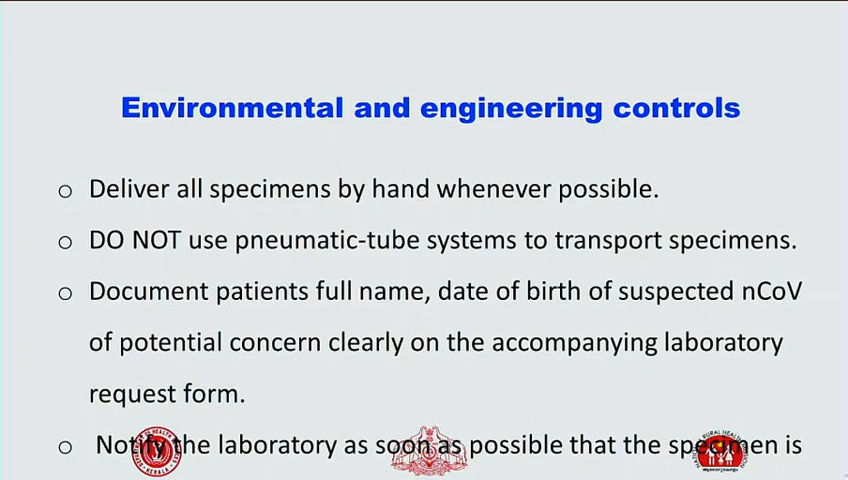 Environmental and engineering controls
o Deliver all specimens by hand whenever possible.
o DO NOT use pneumatic-tube systems to transport specimens.
o Document patients full name, date of birth of suspected nCoV
of potential concern clearly on the accompanying laboratory
request form.
o Notify the laboratory as soon as possible that the specimen is